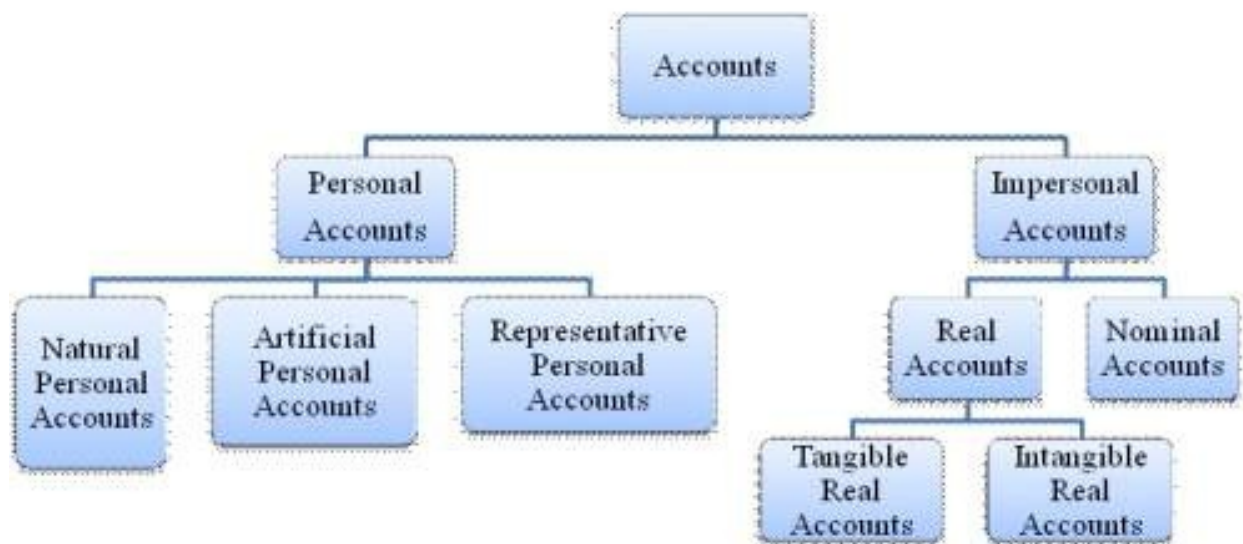 Accounts
Personal
Accounts
Impersonal
Accounts
Natural
Personal
Accounts
Artificial
Personal
Accounts
Representative
Personal
Accounts
Real
Accounts
Nominal
Accounts
Tangible
Real
Accounts
Intangible
Real
Accounts